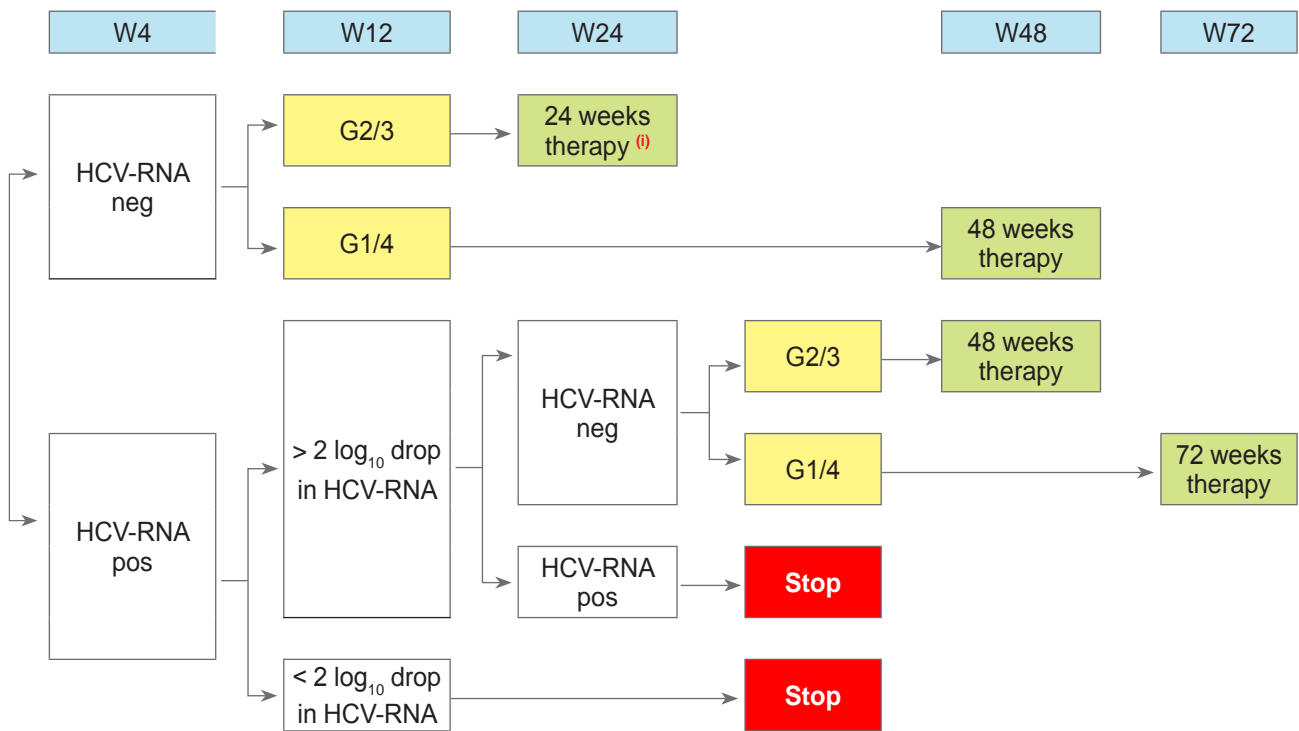 W4
W12
W24
W48
W72
HCV-RNA
neg
G2/3
24 weeks
therapy (i)
G1/4
48 weeks
therapy
HCV-RNA
pos
> 2 log₁₀ drop
in HCV-RNA
HCV-RNA
neg
G2/3
48 weeks
therapy
G1/4
72 weeks
therapy
HCV-RNA
pos
Stop
< 2 log₁₀ drop
in HCV-RNA
Stop